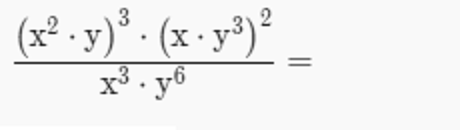 (x² · y)³ · (x · y³)²
x³ · y⁶ =